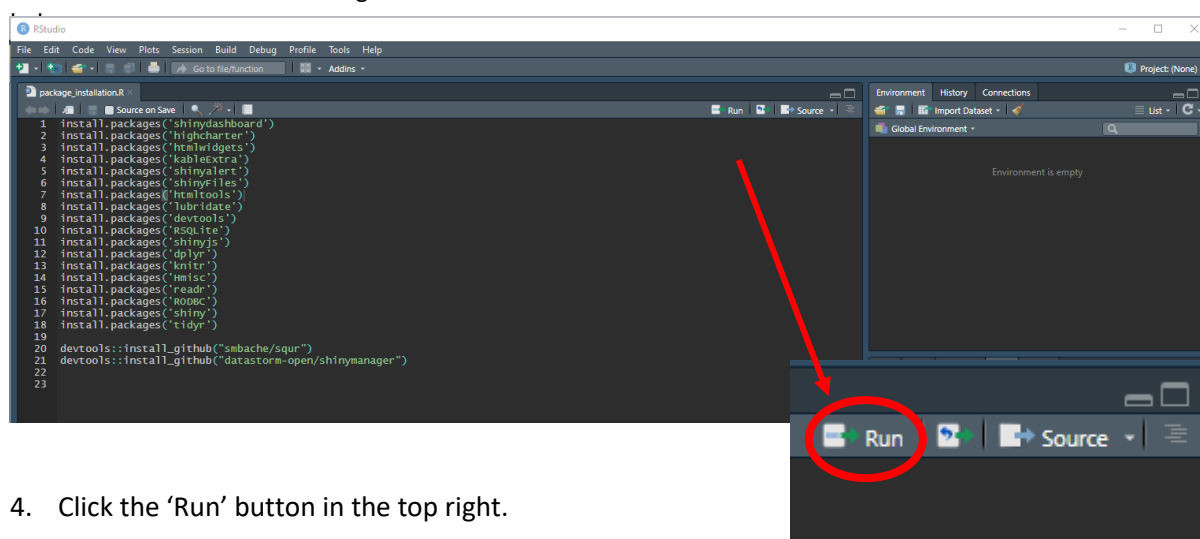 RStudio
File Edit Code View Plots Session Build Debug Profile Tools Help
Go to file/function Addins Project: (None)
package_installation.R
Source on Save Run Source
1 install.packages('shinydashboard')
2 install.packages('highcharter')
3 install.packages('htmlwidgets')
4 install.packages('kableExtra')
5 install.packages('shinyalert')
6 install.packages('shinyFiles')
7 install.packages('htmltools')
8 install.packages('lubridate')
9 install.packages('devtools')
10 install.packages('RSQLite')
11 install.packages('shinyjs')
12 install.packages('dplyr')
13 install.packages('knitr')
14 install.packages('Hmisc')
15 install.packages('readr')
16 install.packages('RODBC')
17 install.packages('shiny')
18 install.packages('tidyr')
19
20 devtools::install_github("smbache/squr")
21 devtools::install_github("datastorm-open/shinymanager")
22
23
Environment History Connections
Import Dataset List
Global Environment
Environment is empty
Run Source
4. Click the ‘Run’ button in the top right.